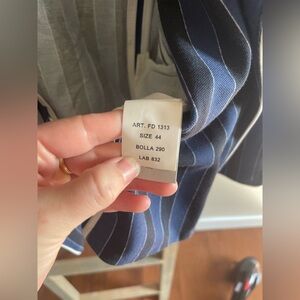 ART. FD 1313
SIZE 44
BOLLA 290
LAB 832